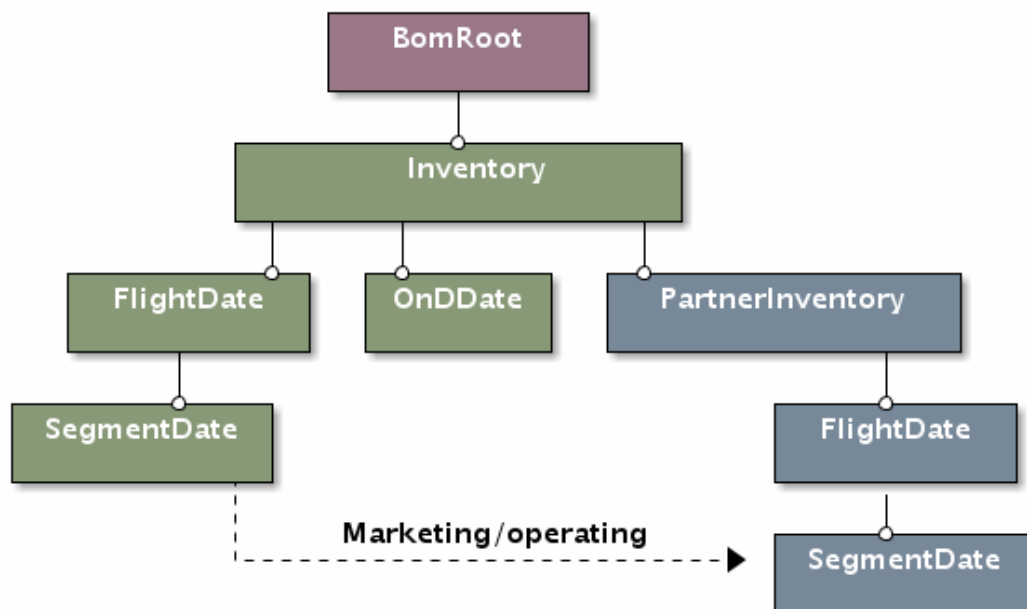 BomRoot
Inventory
FlightDate
OnDDate
PartnerInventory
SegmentDate
FlightDate
Marketing/operating
SegmentDate